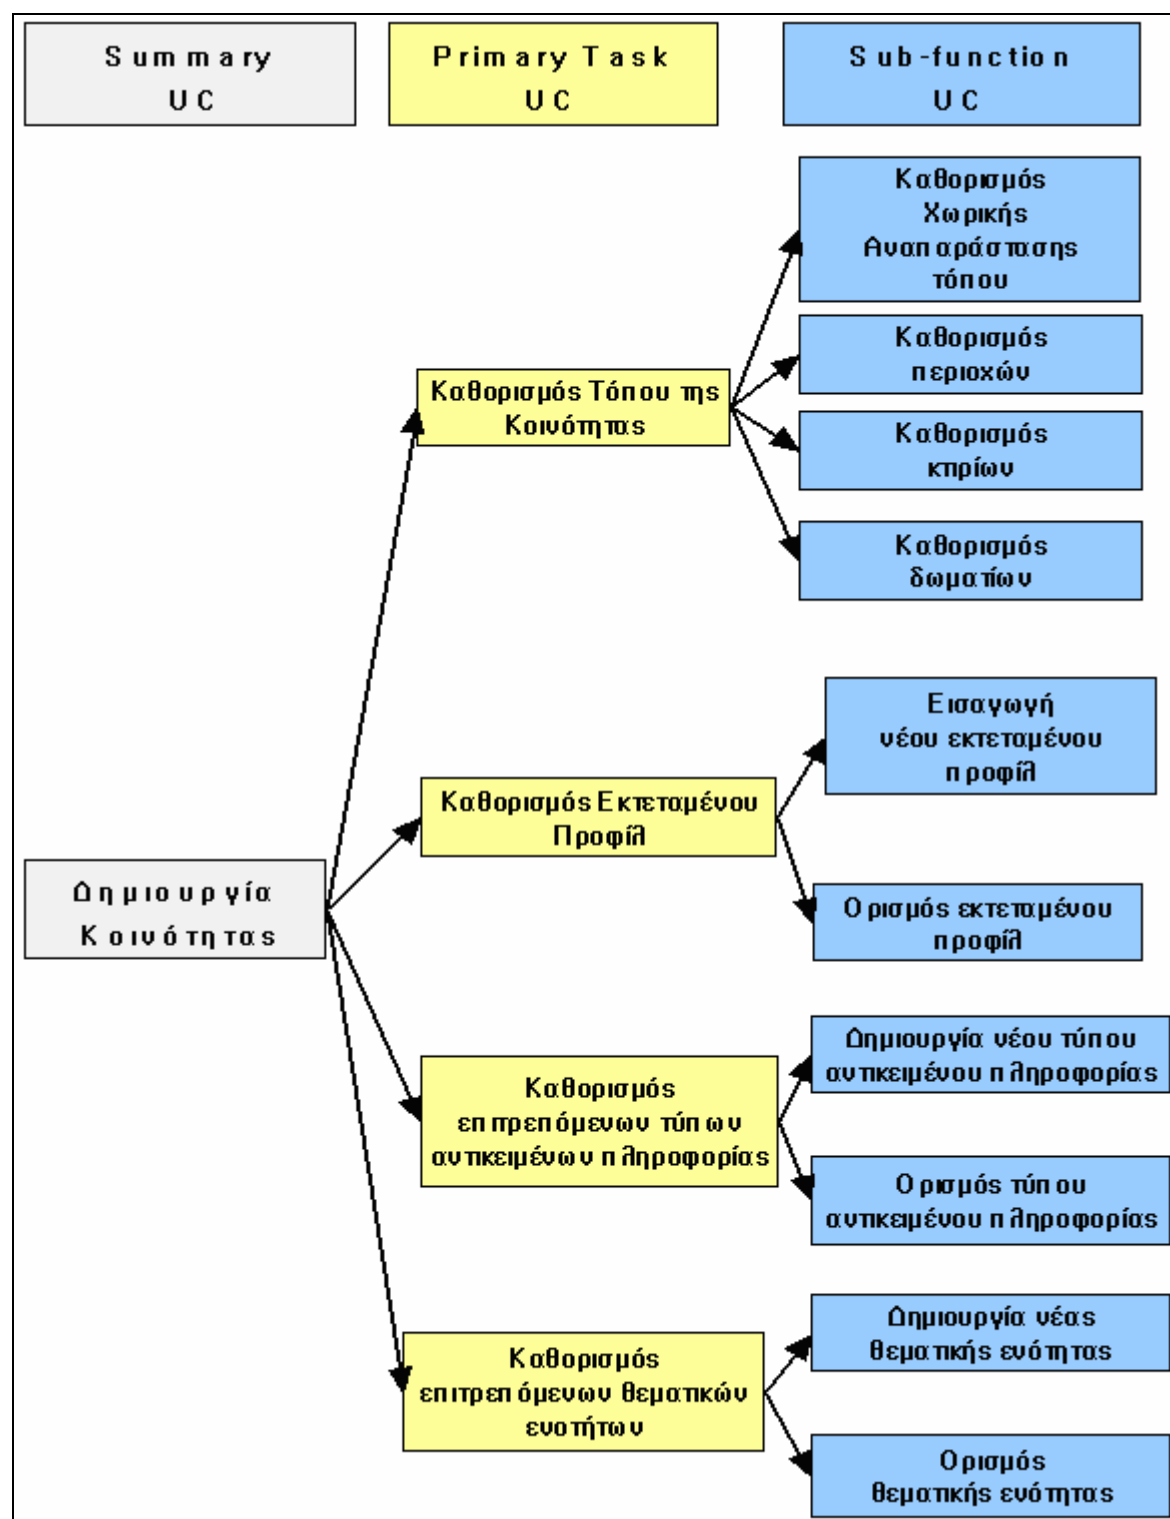 Summary
UC
Primary Task
UC
Sub-function
UC
Καθορισμός
Χωρικής
Αναπαράστασης
τόπου
Καθορισμός
περιοχών
Καθορισμός Τόπου της
Κοινότητας
Καθορισμός
κτιρίων
Καθορισμός
δωματίων
Εισαγωγή
νέου εκτεταμένου
προφίλ
Καθορισμός Εκτεταμένου
Προφίλ
Δημιουργία
Κοινότητας
Ορισμός εκτεταμένου
προφίλ
Δημιουργία νέου τύπου
αντικειμένου πληροφορίας
Καθορισμός
επιτρεπόμενων τύπων
αντικειμένων πληροφορίας
Ορισμός τύπου
αντικειμένου πληροφορίας
Δημιουργία νέας
θεματικής ενότητας
Καθορισμός
επιτρεπόμενων θεματικών
ενοτήτων
Ορισμός
θεματικής ενότητας